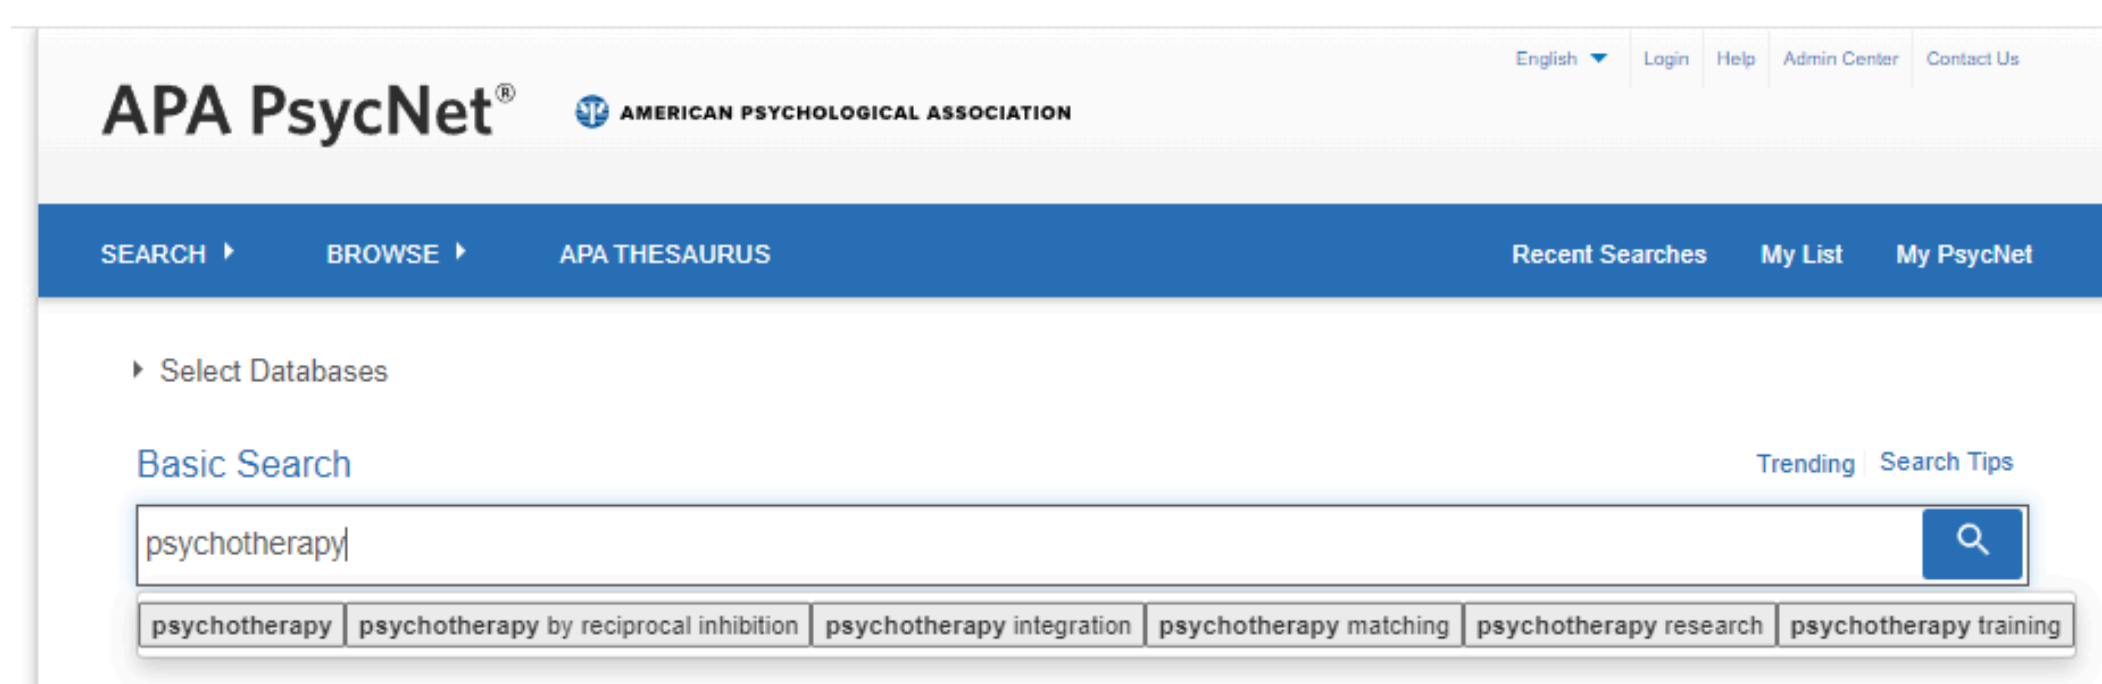 English Login Help Admin Center Contact Us
APA PsycNet® AMERICAN PSYCHOLOGICAL ASSOCIATION
SEARCH BROWSE APA THESAURUS Recent Searches My List My PsycNet
Select Databases
Basic Search Trending Search Tips
psychotherapy
psychotherapy psychotherapy by reciprocal inhibition psychotherapy integration psychotherapy matching psychotherapy research psychotherapy training